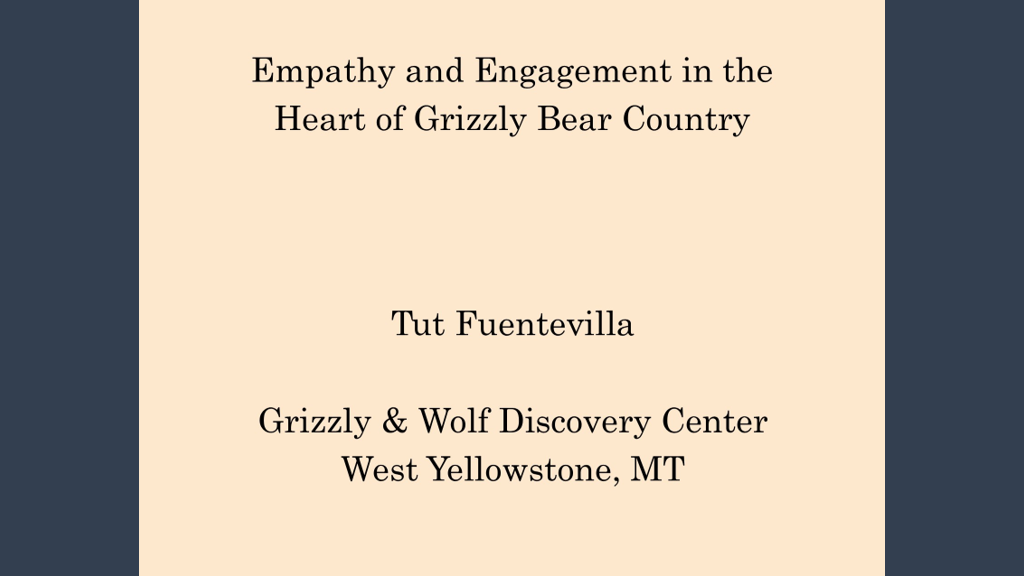 Empathy and Engagement in the
Heart of Grizzly Bear Country
Tut Fuentevilla
Grizzly & Wolf Discovery Center
West Yellowstone, MT